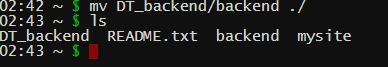 02:42 ~ $ mv DT_backend/backend ./
02:43 ~ $ ls
DT_backend  README.txt  backend  mysite
02:43 ~ $